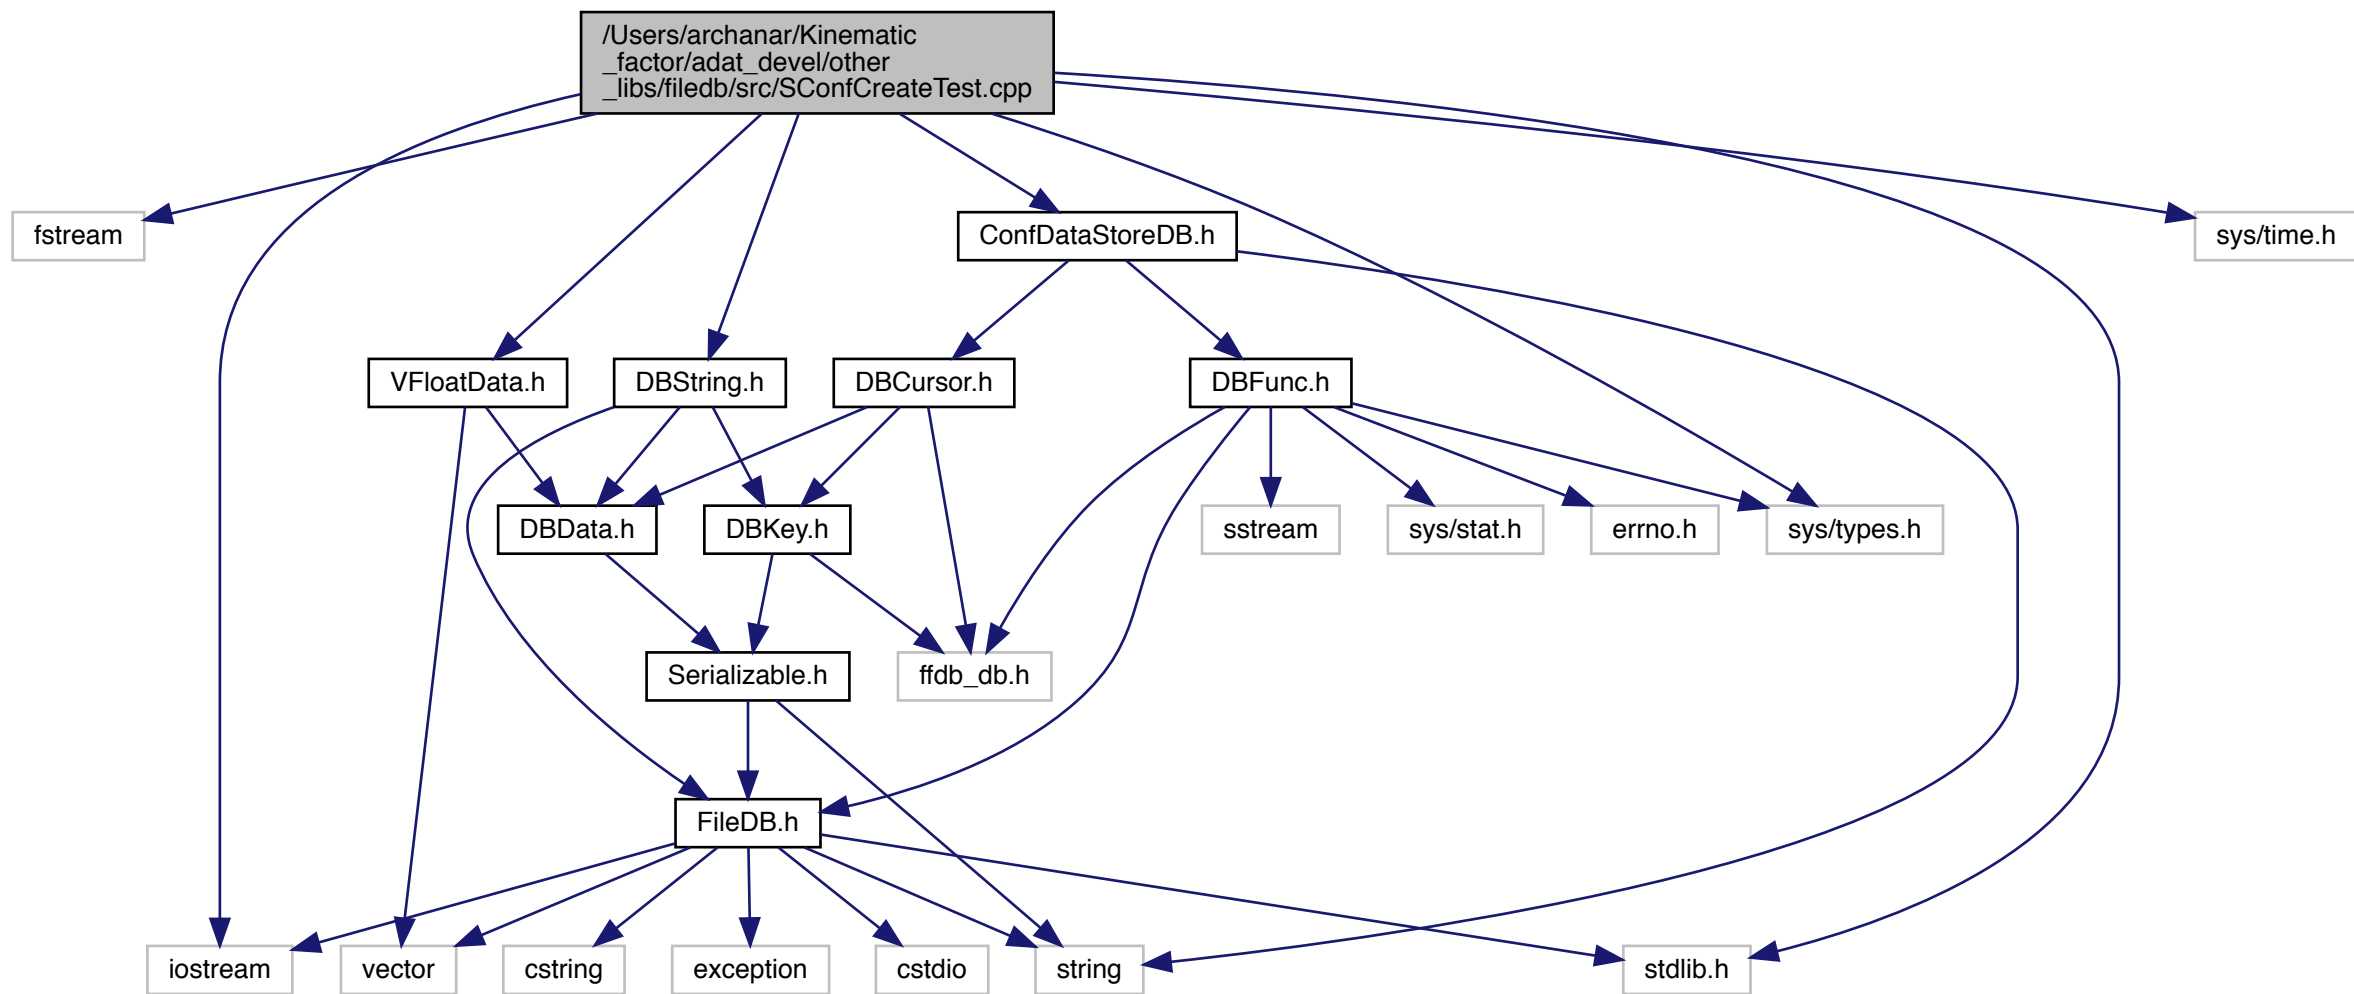 /Users/archanar/Kinematic
_factor/adat_devel/other
_libs/filedb/src/SConfCreateTest.cpp
fstream
ConfDataStoreDB.h
sys/time.h
VFloatData.h
DBString.h
DBCursor.h
DBFunc.h
DBData.h
DBKey.h
sstream
sys/stat.h
errno.h
sys/types.h
Serializable.h
ffdb_db.h
FileDB.h
iostream
vector
cstring
exception
cstdio
string
stdlib.h